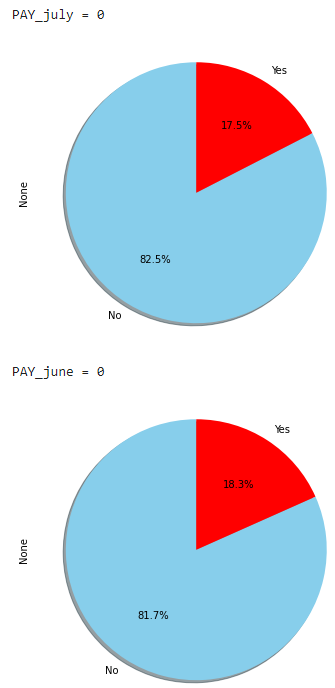 PAY_july = 0
Yes
17.5%
None
82.5%
No
PAY_june = 0
Yes
18.3%
None
81.7%
No